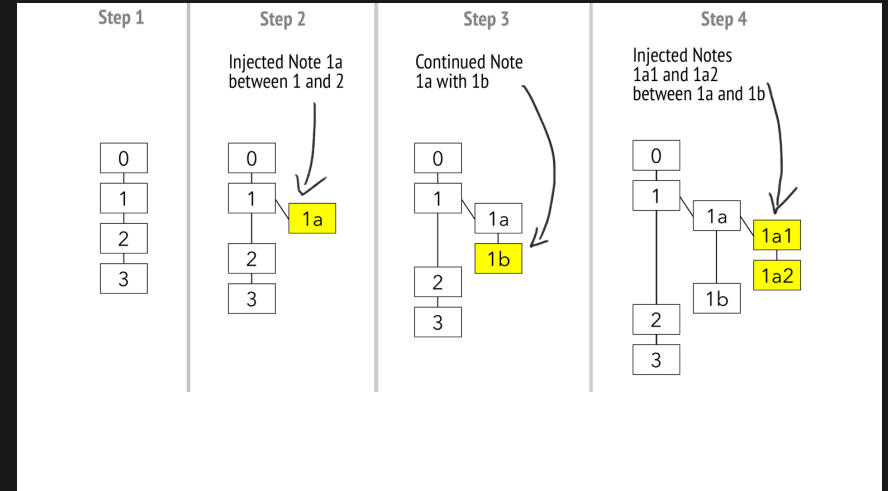 Step 1
0
1
2
3
Step 2
Injected Note 1a
between 1 and 2
0
1
1a
2
3
Step 3
Continued Note
1a with 1b
0
1
1a
1b
2
3
Step 4
Injected Notes
1a1 and 1a2
between 1a and 1b
0
1
1a
1a1
1a2
1b
2
3